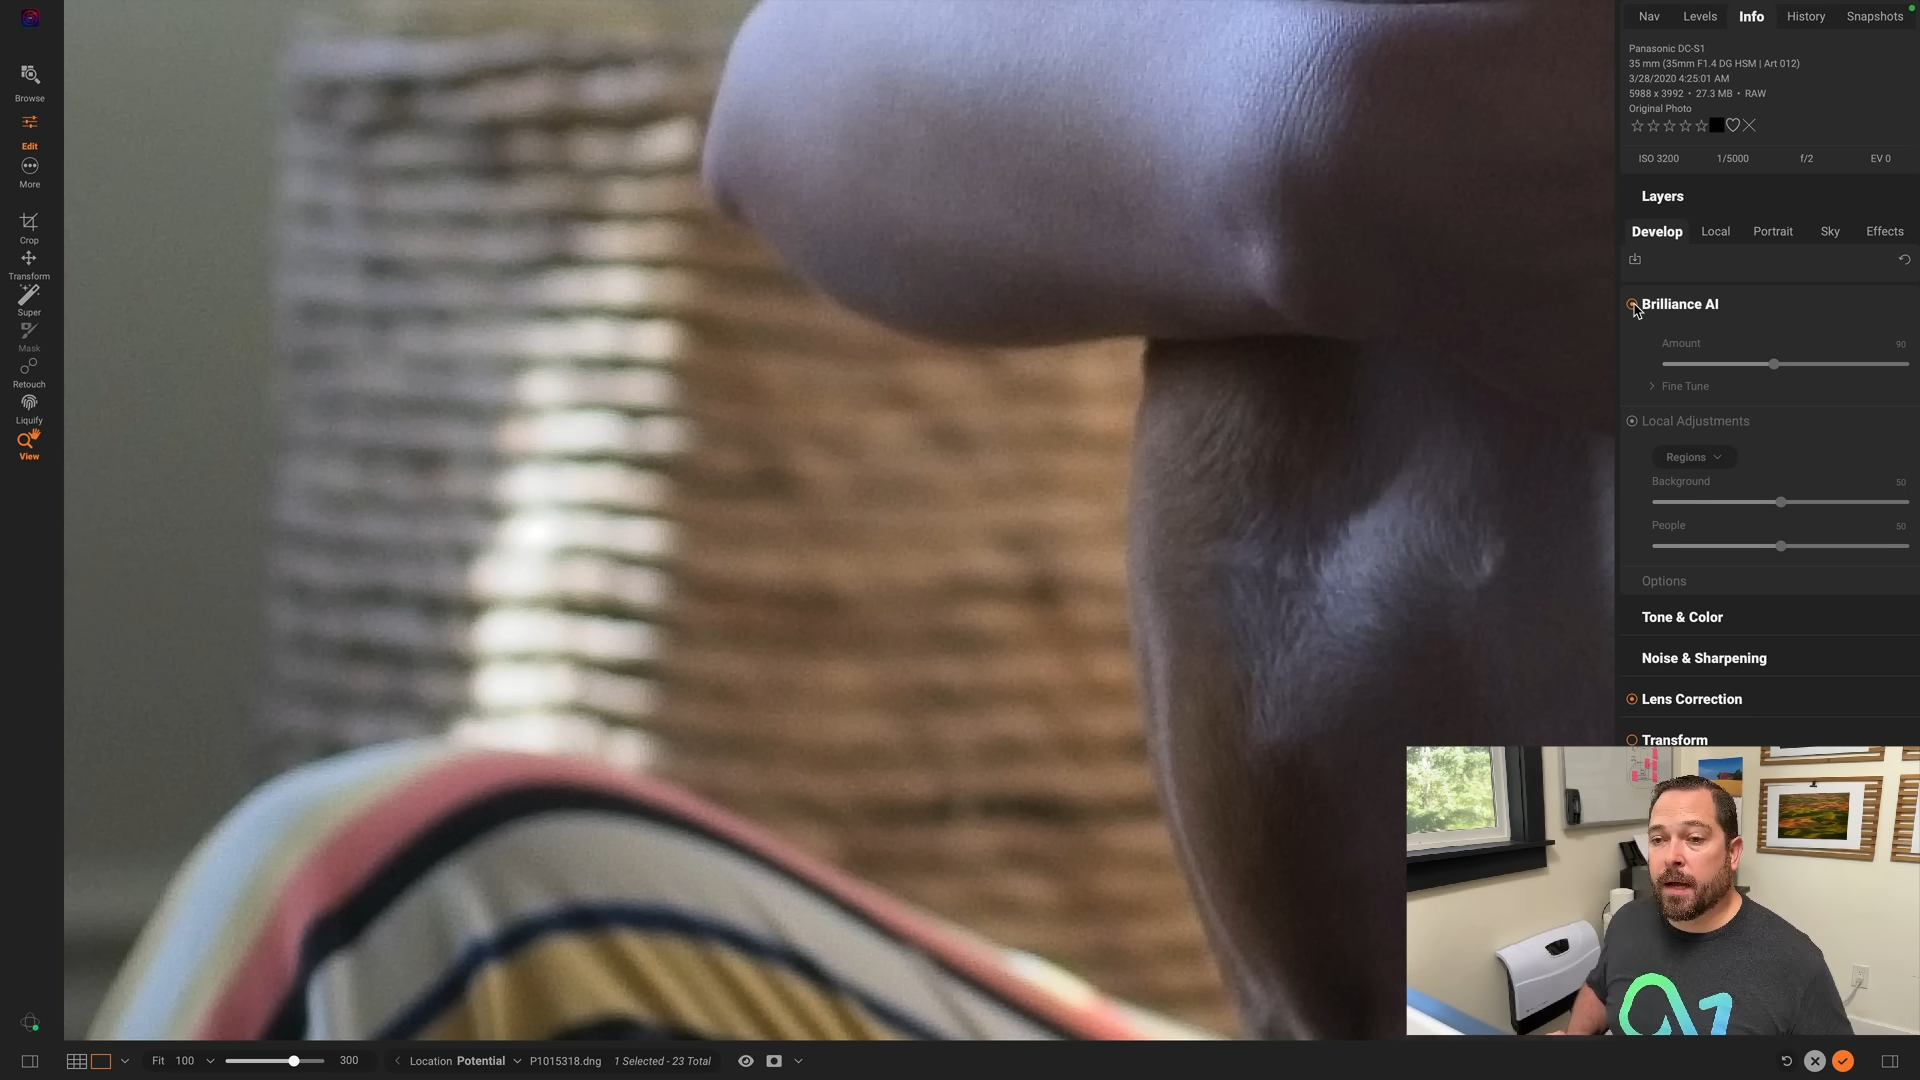 Nav Levels Info History Snapshots
Panasonic DC-S1
35 mm (35mm F1.4 DG HSM | Art 012)
3/28/2020 4:25:01 AM
5988 x 3992 • 27.3 MB • RAW
Original Photo
ISO 3200 1/5000 f/2 EV 0
Layers
Develop Local Portrait Sky Effects
Brilliance AI
Amount 90
Fine Tune
Local Adjustments
Regions
Background 50
People 50
Options
Tone & Color
Noise & Sharpening
Lens Correction
Transform
Browse
Edit
More
Crop
Transform
Super
Mask
Retouch
Liquify
View
Fit 100 300 Location Potential P1015318.dng 1 Selected - 23 Total